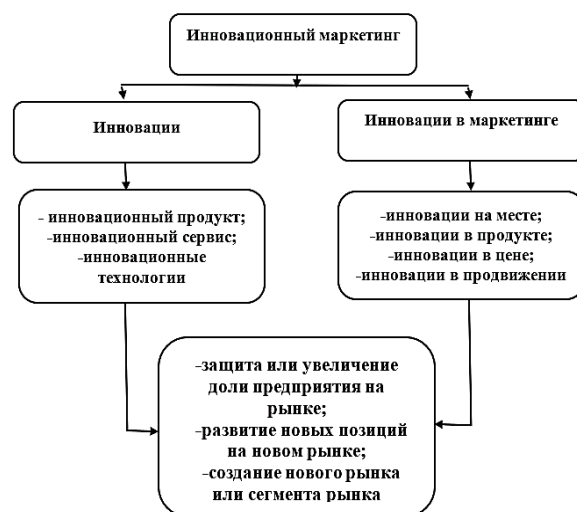 Инновационный маркетинг
Инновации
Инновации в маркетинге
- инновационный продукт;
-инновационный сервис;
-инновационные
технологии
-инновации на месте;
-инновации в продукте;
-инновации в цене;
-инновации в продвижении
-защита или увеличение
доли предприятия на
рынке;
-развитие новых позиций
на новом рынке;
-создание нового рынка
или сегмента рынка